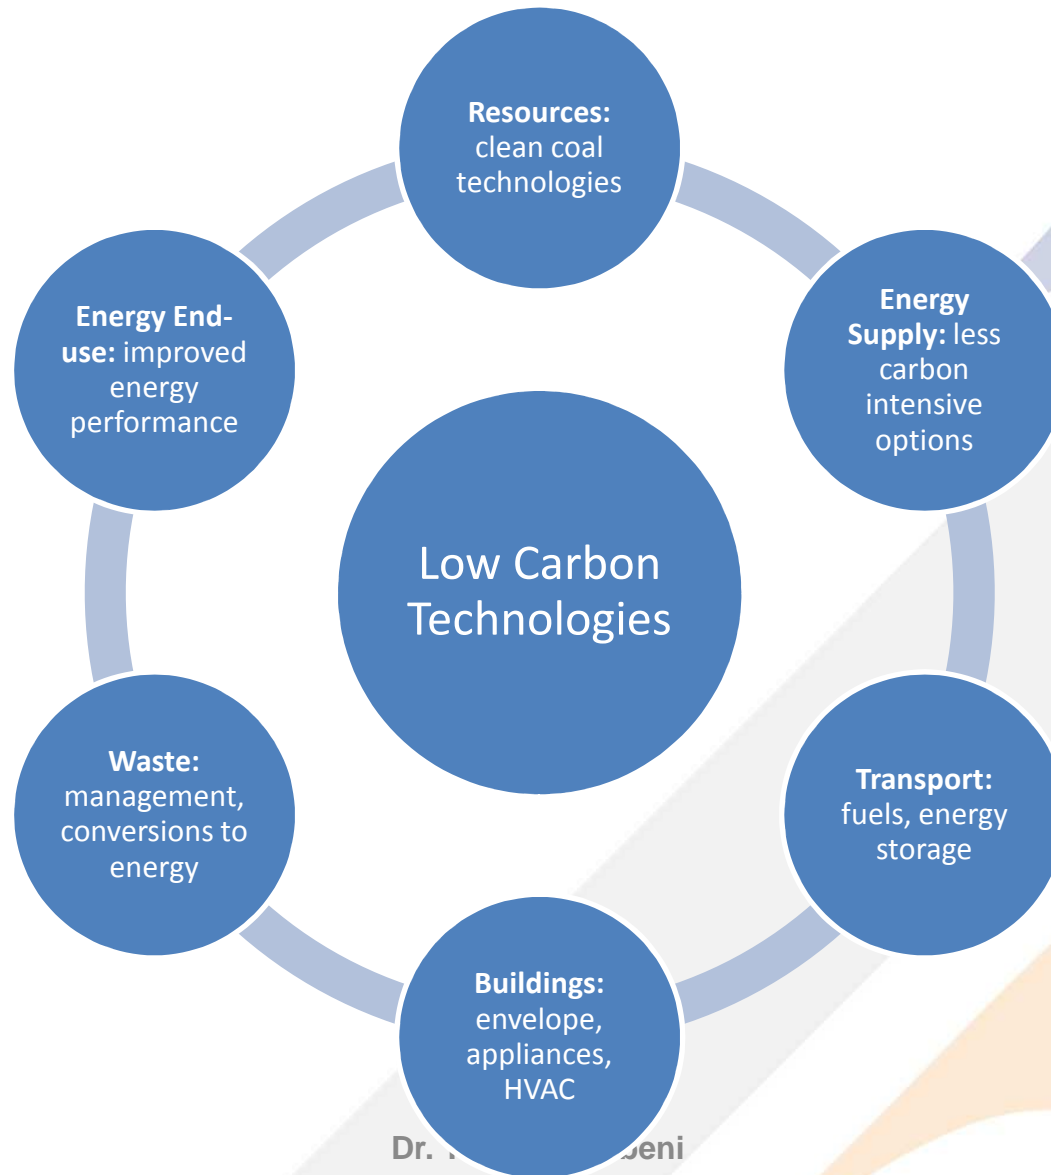 Resources:
clean coal
technologies
Energy
Supply: less
carbon
intensive
options
Transport:
fuels, energy
storage
Buildings:
envelope,
appliances,
HVAC
Waste:
management,
conversions to
energy
Energy End-
use: improved
energy
performance
Low Carbon
Technologies
Dr.